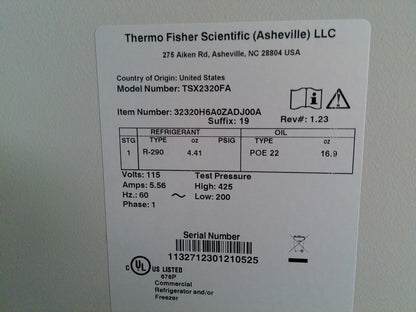 Thermo Fisher Scientific (Asheville) LLC
275 Aiken Rd, Asheville, NC 28804 USA
Country of Origin: United States
Model Number: TSX2320FA
Item Number: 32320H6A0ZADJ00A
Suffix: 19
Rev#: 1.23
REFRIGERANT OIL
STG TYPE oz PSIG TYPE oz
1 R-290 4.41 POE 22 16.9
Volts: 115 Test Pressure
Amps: 5.56 High: 425
Hz.: 60 ~ Low: 200
Phase: 1
Serial Number
1132712301210525
C UL US LISTED
676P
Commercial
Refrigerator and/or
Freezer